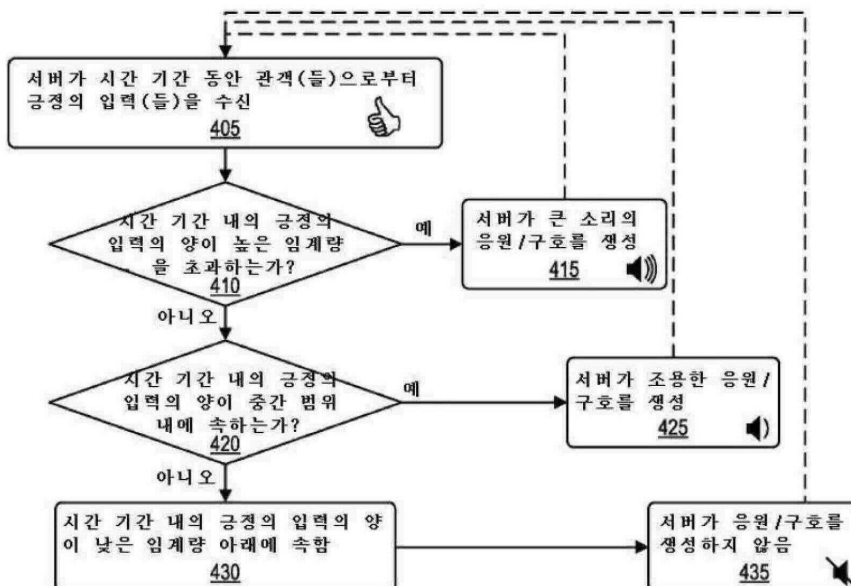 서버가 시간 기간 동안 관객(들)으로부터
긍정의 입력(들)을 수신
405
시간 기간 내의 긍정의
입력의 양이 높은 임계량
을 초과하는가?
410
예
서버가 큰 소리의
응원/구호를 생성
415
아니오
시간 기간 내의 긍정의
입력의 양이 중간 범위
내에 속하는가?
420
예
서버가 조용한 응원/
구호를 생성
425
아니오
시간 기간 내의 긍정의 입력의 양
이 낮은 임계량 아래에 속함
430
서버가 응원/구호를
생성하지 않음
435